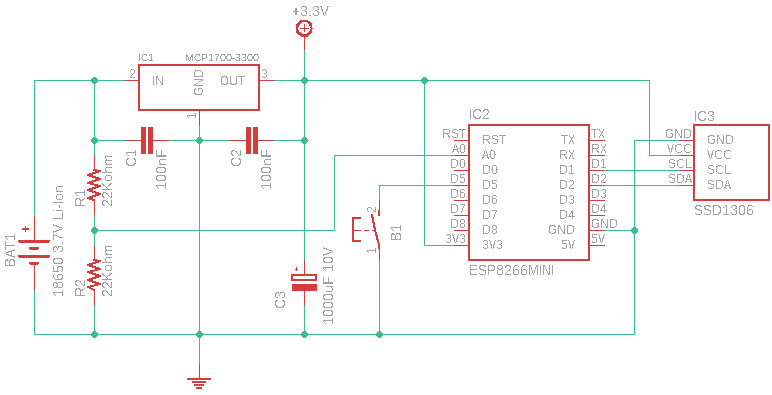 +3.3V
IC1
MCP1700-3300
2
IN
GND
OUT
3
1
C1
100nF
C2
100nF
R1
22Kohm
R2
22Kohm
BAT1
+
18650 3.7V Li-Ion
C3
+
1000uF 10V
B1
2
1
IC2
RST
RST
TX
TX
A0
A0
RX
RX
D0
D0
D1
D1
D5
D5
D2
D2
D6
D6
D3
D3
D7
D7
D4
D4
D8
D8
GND
GND
3V3
3V3
5V
5V
ESP8266MINI
IC3
GND
GND
VCC
VCC
SCL
SCL
SDA
SDA
SSD1306